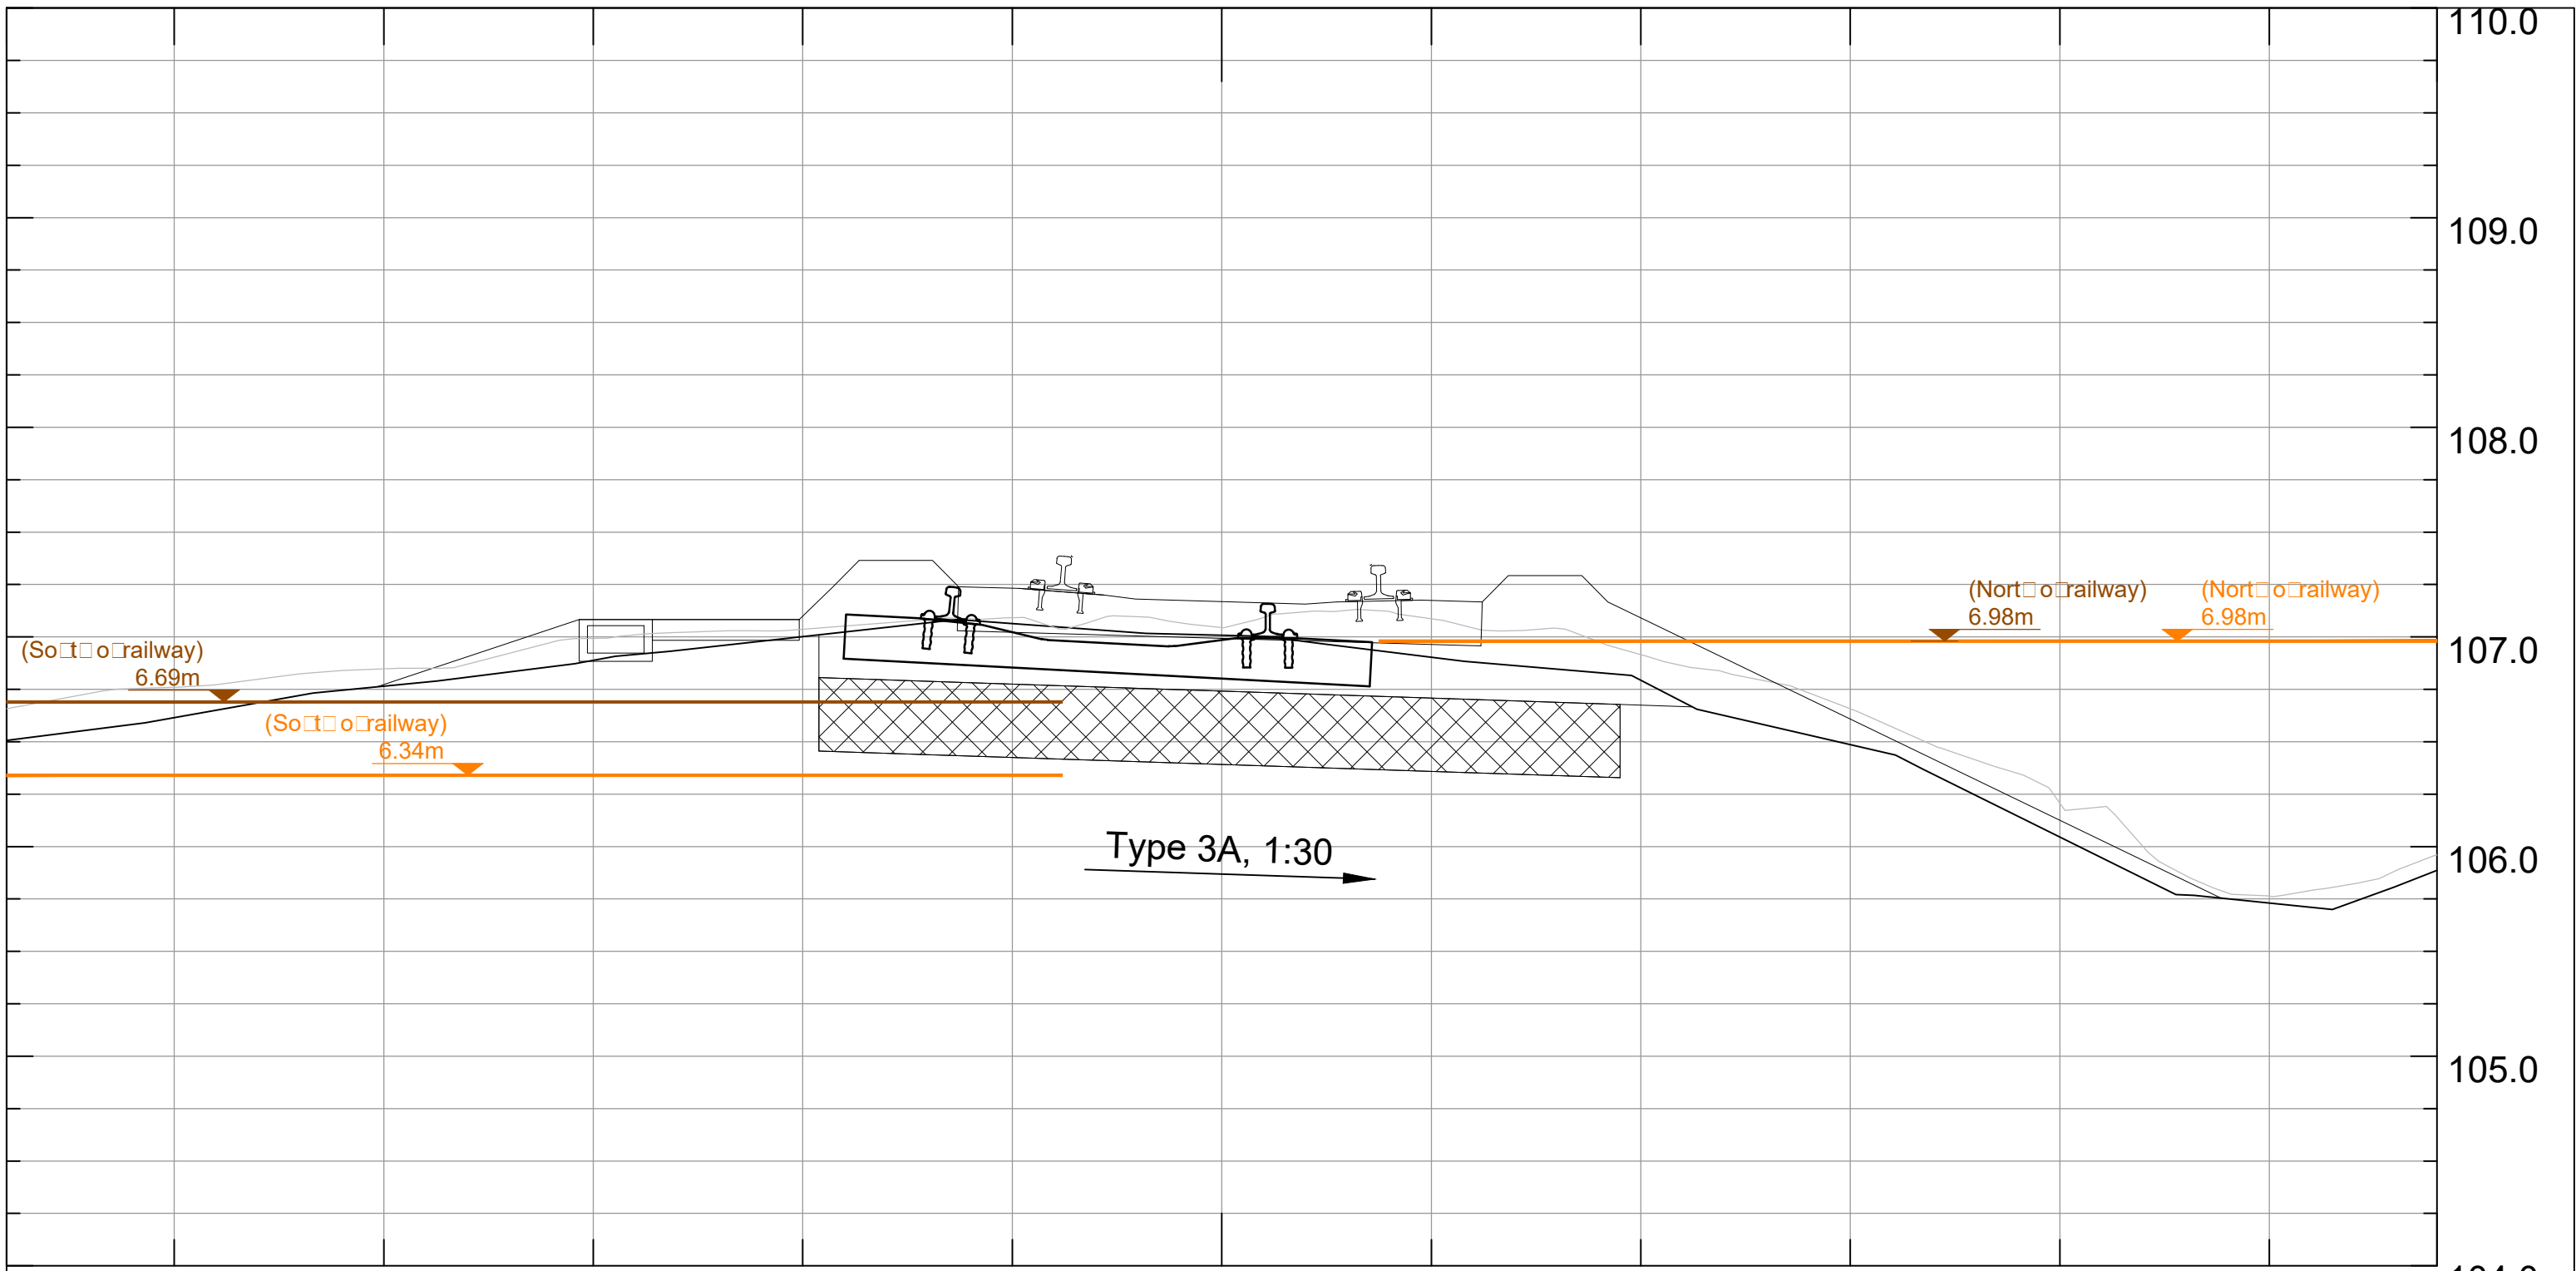 110.0
109.0
108.0
(Nort□ o□railway)
6.98m
(Nort□ o□railway)
6.98m
107.0
(So□t□ o□railway)
6.69m
(So□t□ o□railway)
6.34m
Type 3A, 1:30
106.0
105.0